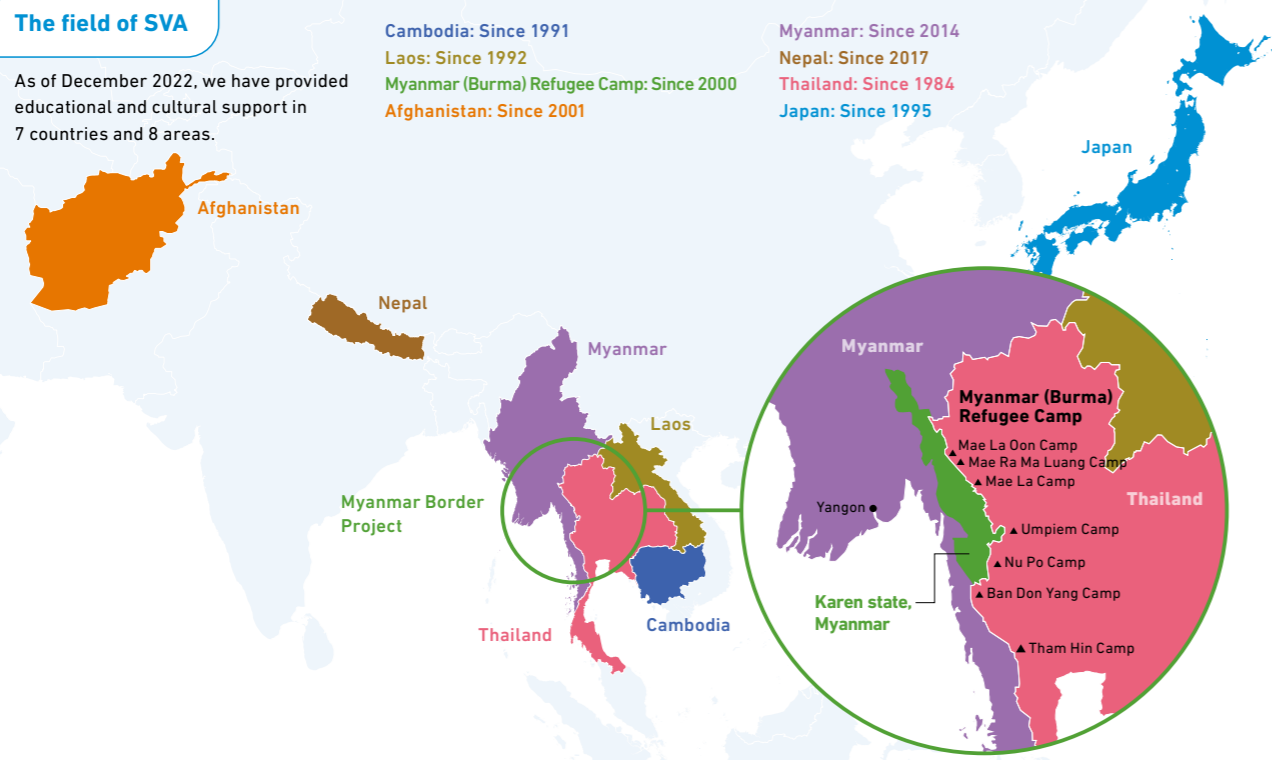 The field of SVA
As of December 2022, we have provided
educational and cultural support in
7 countries and 8 areas.
Cambodia: Since 1991
Laos: Since 1992
Myanmar (Burma) Refugee Camp: Since 2000
Afghanistan: Since 2001
Myanmar: Since 2014
Nepal: Since 2017
Thailand: Since 1984
Japan: Since 1995
Japan
Afghanistan
Nepal
Myanmar
Laos
Myanmar Border
Project
Thailand
Cambodia
Myanmar
Myanmar (Burma)
Refugee Camp
Mae La Oon Camp
Mae Ra Ma Luang Camp
Mae La Camp
Thailand
Yangon
Umpiem Camp
Nu Po Camp
Ban Don Yang Camp
Karen state,
Myanmar
Tham Hin Camp